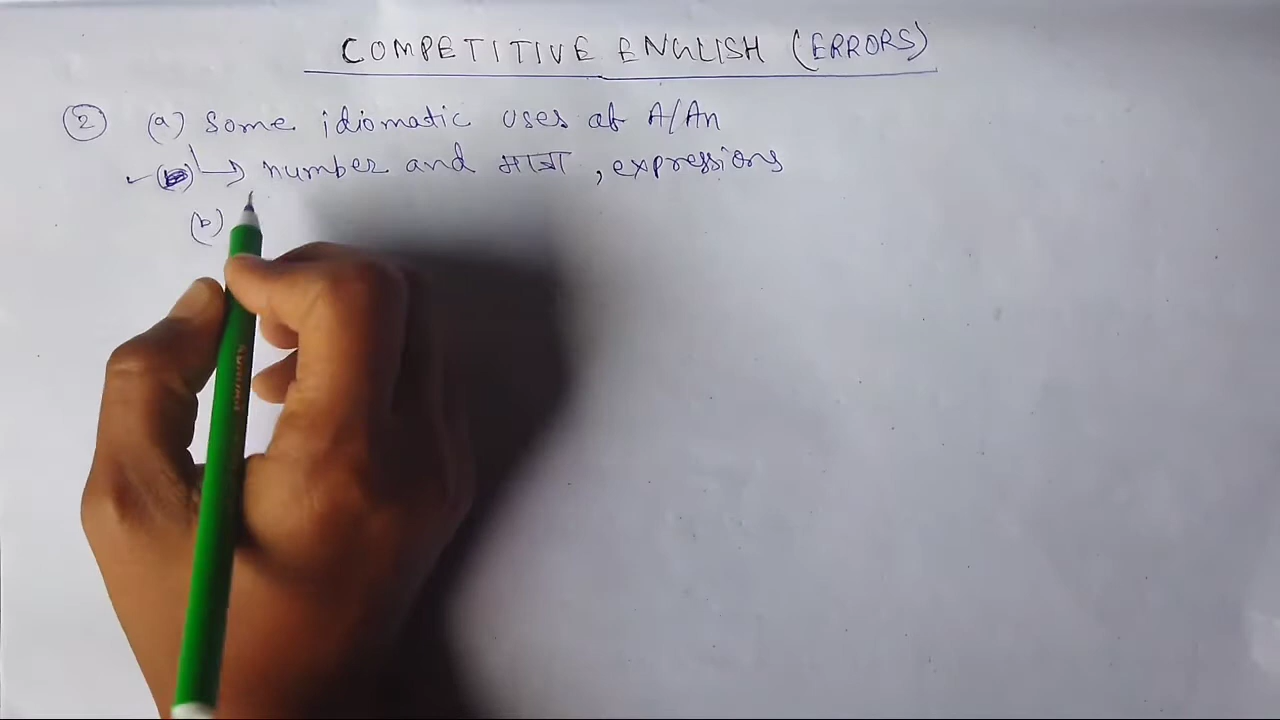 COMPETITIVE ENGLISH (ERRORS)
(2) (a) Some idiomatic uses of A/An
→ number and मात्रा, expressions
(b)